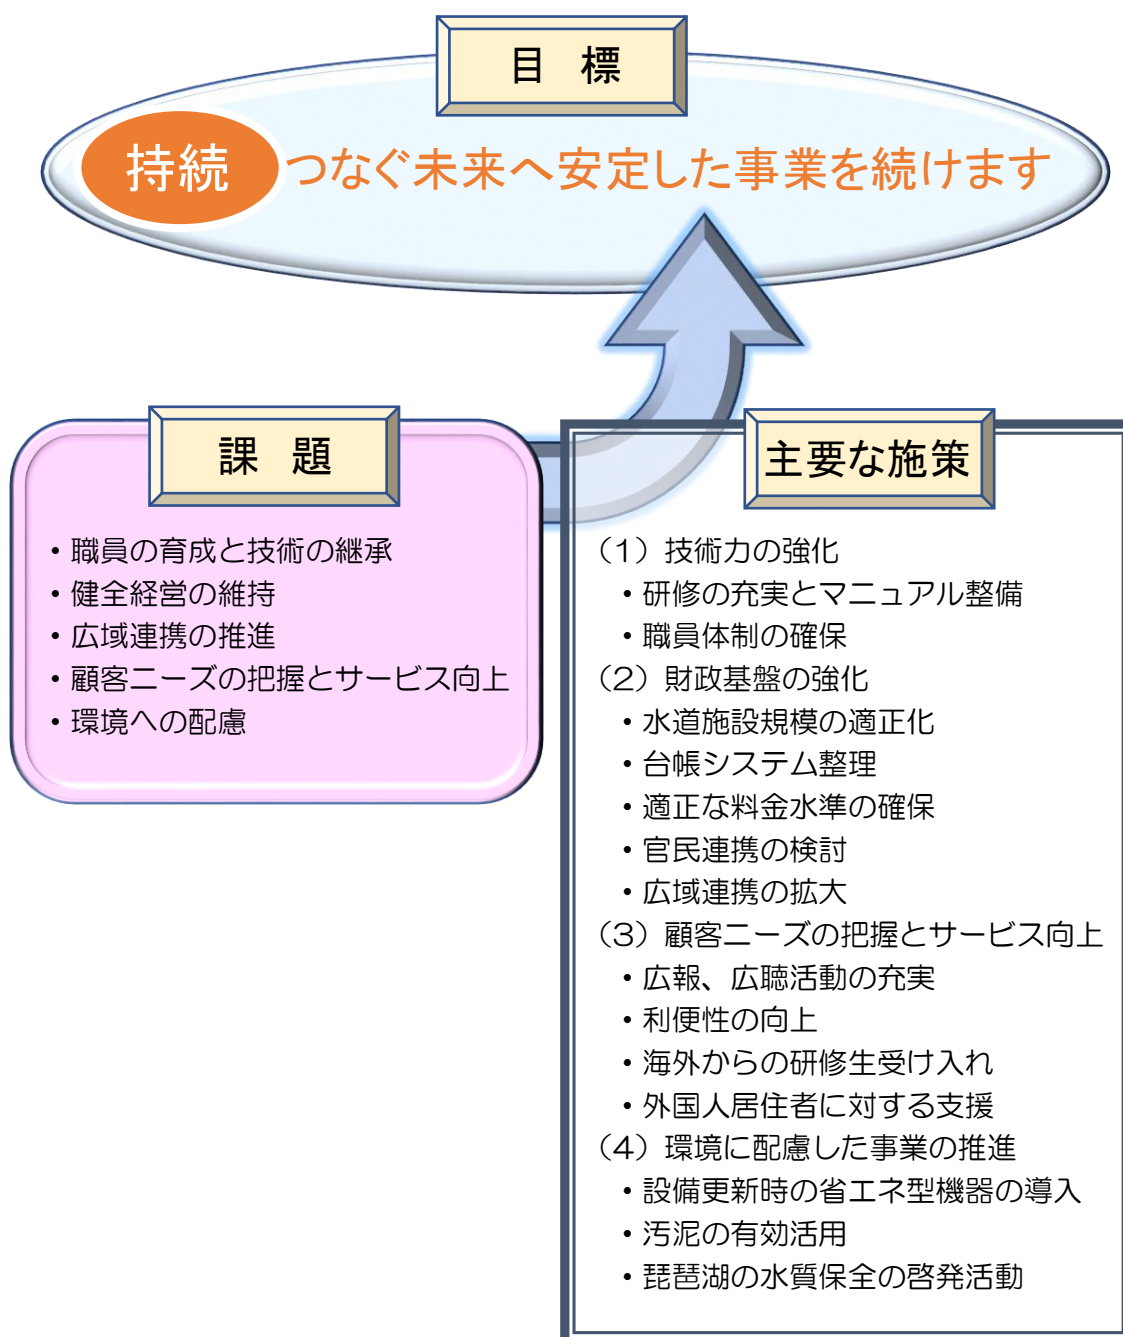 目 標
持続 つなぐ未来へ安定した事業を続けます
課 題
・職員の育成と技術の継承
・健全経営の維持
・広域連携の推進
・顧客ニーズの把握とサービス向上
・環境への配慮
主要な施策
（1）技術力の強化
・研修の充実とマニュアル整備
・職員体制の確保
（2）財政基盤の強化
・水道施設規模の適正化
・台帳システム整理
・適正な料金水準の確保
・官民連携の検討
・広域連携の拡大
（3）顧客ニーズの把握とサービス向上
・広報、広聴活動の充実
・利便性の向上
・海外からの研修生受け入れ
・外国人居住者に対する支援
（4）環境に配慮した事業の推進
・設備更新時の省エネ型機器の導入
・汚泥の有効活用
・琵琶湖の水質保全の啓発活動